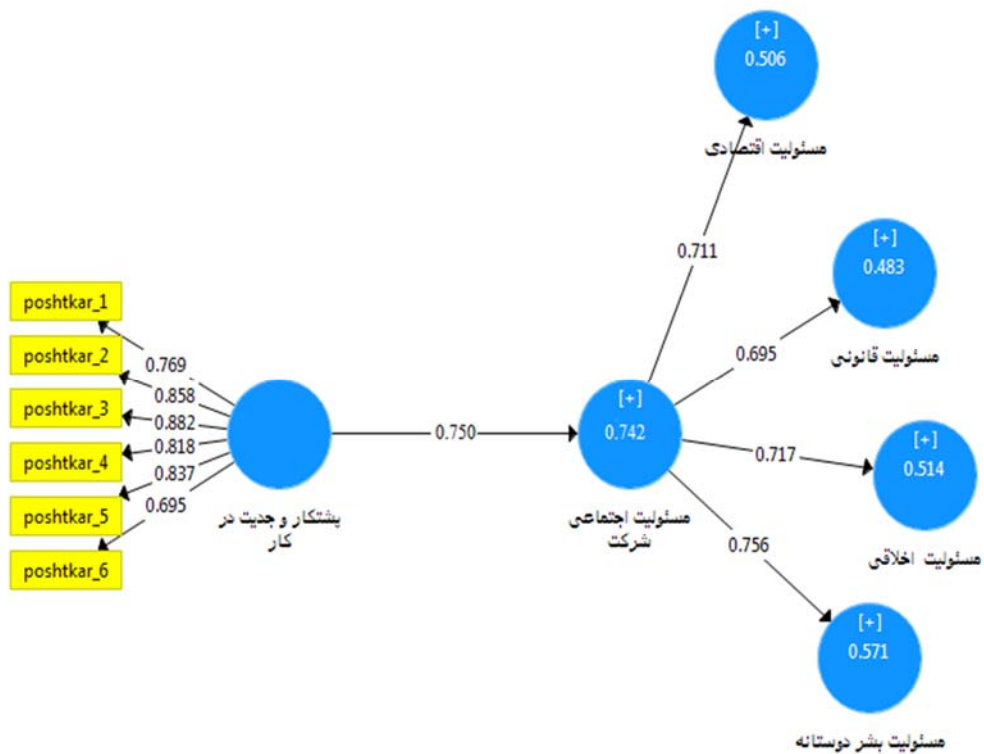 [+]
0.506
مسئولیت اقتصادی
0.711
[+]
0.483
مسئولیت قانونی
0.695
poshtkar_1
poshtkar_2
poshtkar_3
poshtkar_4
poshtkar_5
poshtkar_6
0.769
0.858
0.882
0.818
0.837
0.695
پشتکار و جدیت در
کار
0.750
[+]
0.742
مسئولیت اجتماعی
شرکت
0.717
[+]
0.514
مسئولیت اخلاقی
0.756
[+]
0.571
مسئولیت بشر دوستانه